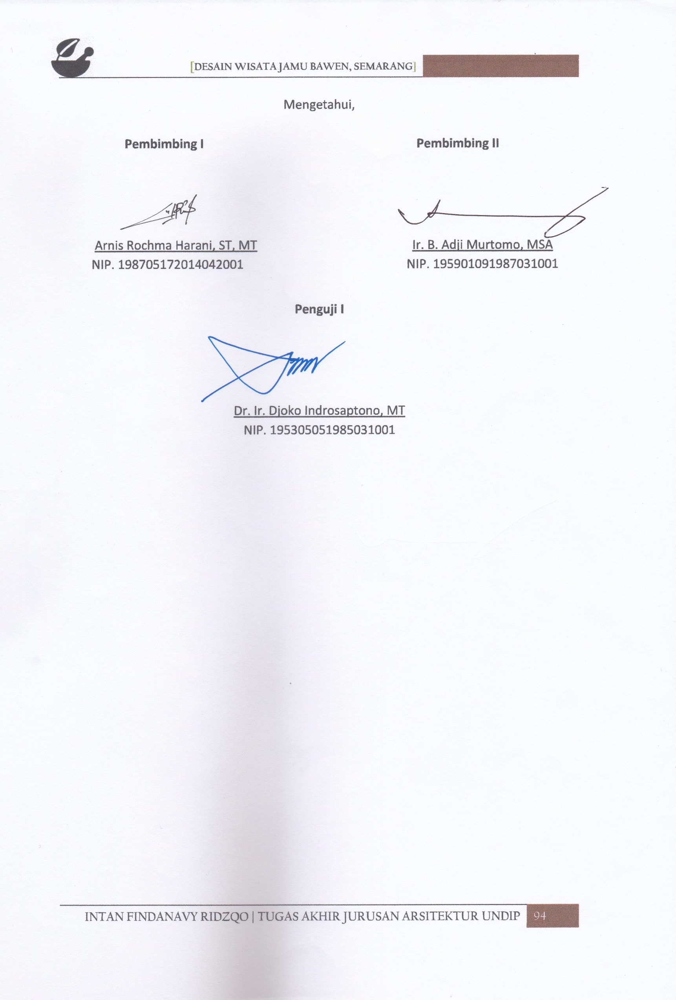 [DESAIN WISATA JAMU BAWEN, SEMARANG]
Mengetahui,
Pembimbing I
Pembimbing II
Arnis Rochma Harani, ST, MT
NIP. 198705172014042001
Ir. B. Adji Murtomo, MSA
NIP. 195901091987031001
Penguji I
Dr. Ir. Djoko Indrosaptono, MT
NIP. 195305051985031001
INTAN FINDANAVY RIDZQO | TUGAS AKHIR JURUSAN ARSITEKTUR UNDIP 94